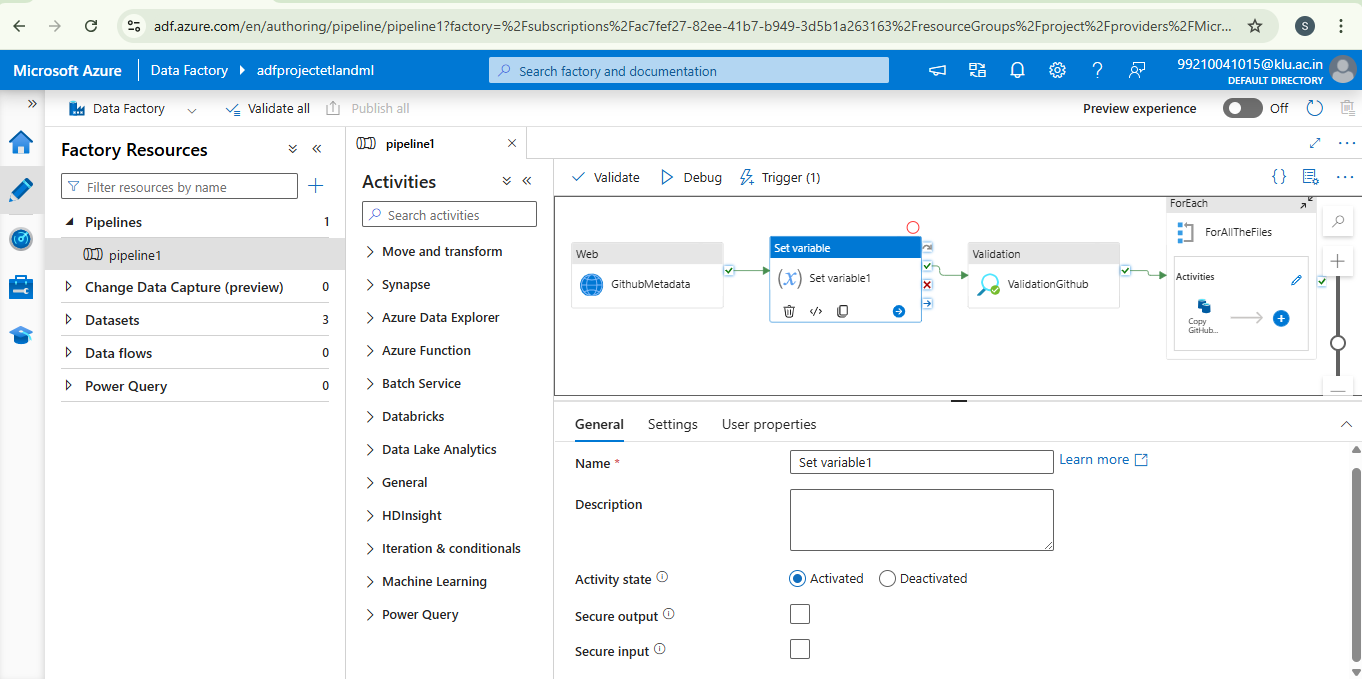 adf.azure.com/en/authoring/pipeline/pipeline1?factory=%2Fsubscriptions%2Fac7fef27-82ee-41b7-b949-3d5b1a263163%2FresourceGroups%2Fproject%2Fproviders%2FMicr...
S
Microsoft Azure
Data Factory
adfprojectetlandml
Search factory and documentation
99210041015@klu.ac.in
DEFAULT DIRECTORY
Data Factory
Validate all
Publish all
Preview experience
Off
Factory Resources
Filter resources by name
Pipelines
1
pipeline1
Change Data Capture (preview)
0
Datasets
3
Data flows
0
Power Query
0
pipeline1
Activities
Search activities
Move and transform
Synapse
Azure Data Explorer
Azure Function
Batch Service
Databricks
Data Lake Analytics
General
HDInsight
Iteration & conditionals
Machine Learning
Power Query
Validate
Debug
Trigger (1)
{}
Web
GithubMetadata
Set variable
(x)
Set variable1
Validation
ValidationGithub
ForEach
ForAllTheFiles
Activities
Copy
GitHub...
General
Settings
User properties
Name *
Set variable1
Learn more
Description
Activity state
Activated
Deactivated
Secure output
Secure input